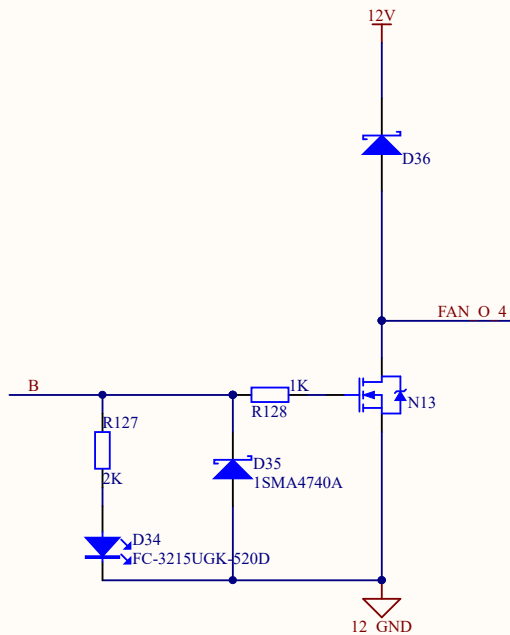 12V
D36
FAN_O_4
B
1K
R128
N13
R127
2K
D35
1SMA4740A
D34
FC-3215UGK-520D
12_GND